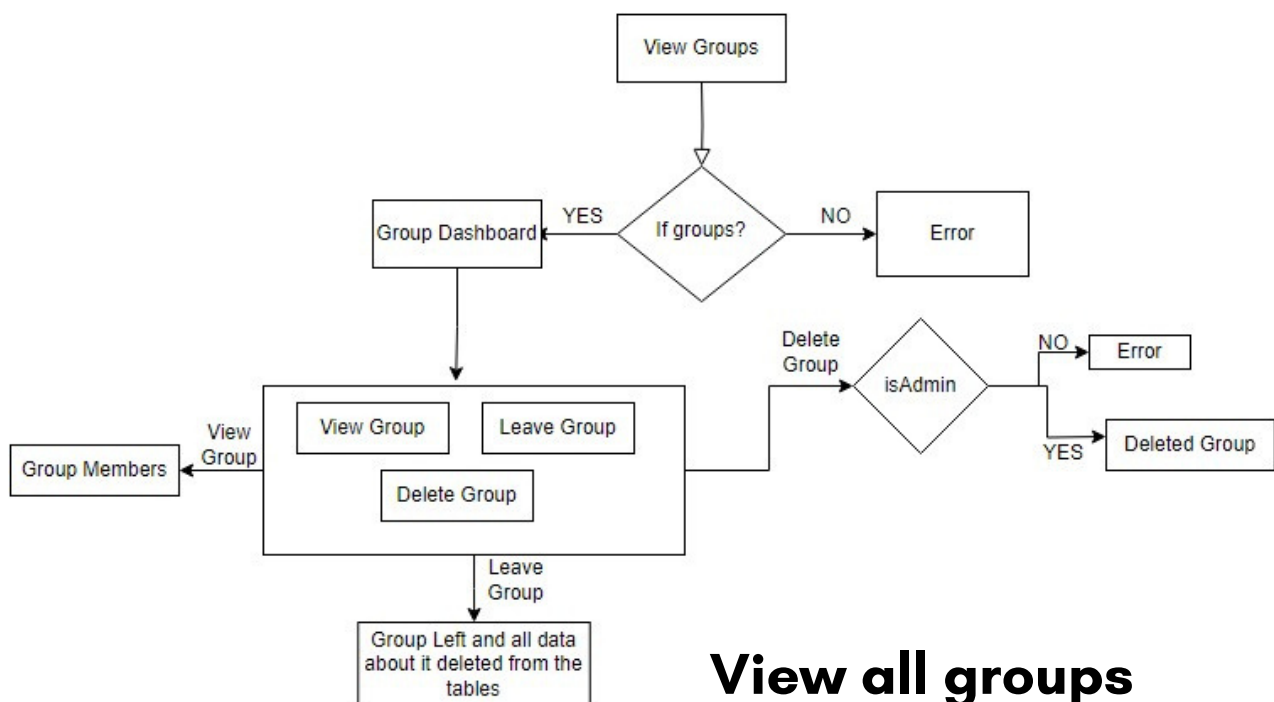 View Groups
If groups?
YES
NO
Group Dashboard
Error
Delete
Group
isAdmin
NO
Error
YES
Deleted Group
View Group
Leave Group
Delete Group
View
Group
Group Members
Leave
Group
Group Left and all data
about it deleted from the
tables
View all groups